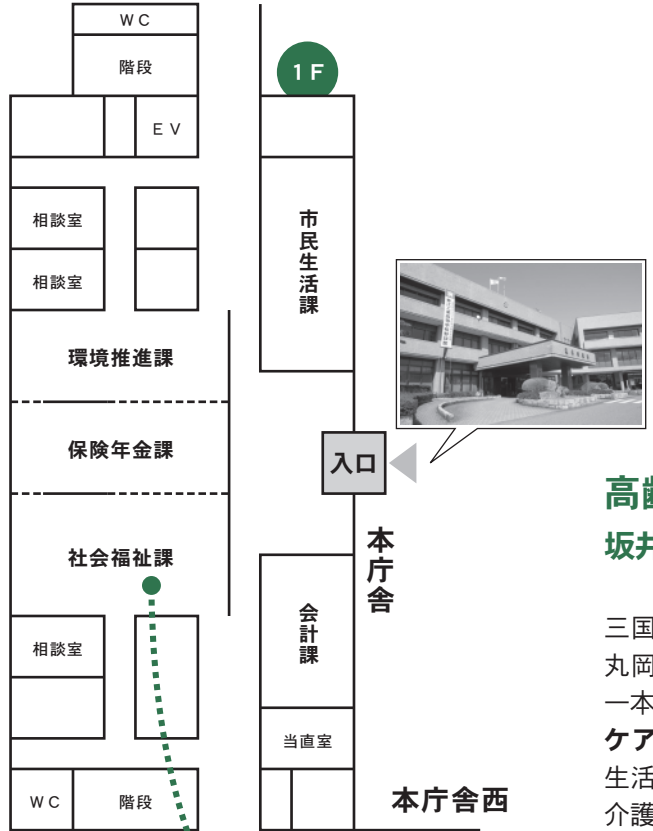 WC
階段
1F
EV
相談室
相談室
市民生活課
環境推進課
保険年金課
入口
社会福祉課
本庁舎
会計課
相談室
当直室
WC
階段
本庁舎西
高齢
坂井
三国
丸岡
一本
ケア
生活
介護